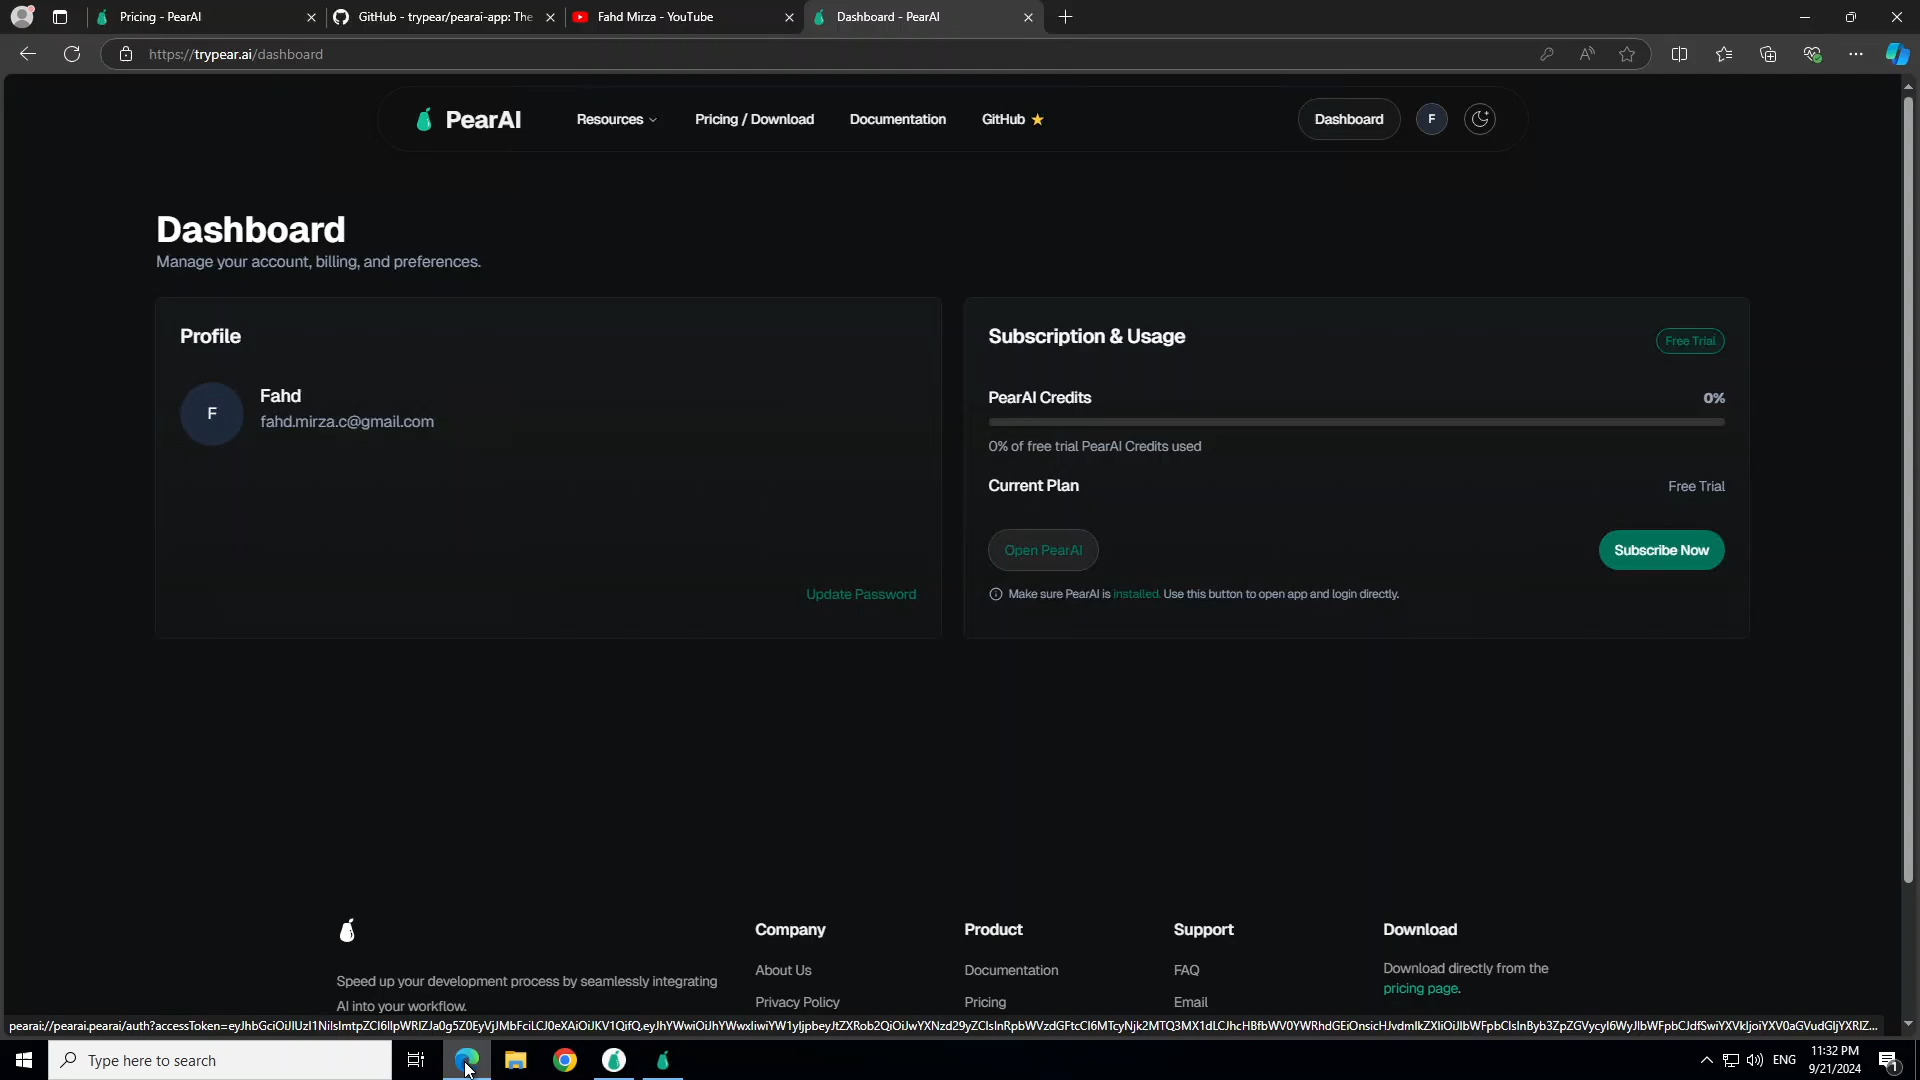 Pricing - PearAI
GitHub - trypear/pearai-app: The
Fahd Mirza - YouTube
Dashboard - PearAI
https://trypear.ai/dashboard
PearAI
Resources
Pricing / Download
Documentation
GitHub
Dashboard
F
Dashboard
Manage your account, billing, and preferences.
Profile
F
Fahd
fahd.mirza.c@gmail.com
Update Password
Subscription & Usage
Free Trial
PearAI Credits
0%
0% of free trial PearAI Credits used
Current Plan
Free Trial
Open PearAI
Subscribe Now
Make sure PearAI is installed. Use this button to open app and login directly.
Speed up your development process by seamlessly integrating
AI into your workflow.
Company
About Us
Privacy Policy
Product
Documentation
Pricing
Support
FAQ
Email
Download
Download directly from the
pricing page.
Type here to search
ENG
11:32 PM
9/21/2024
1